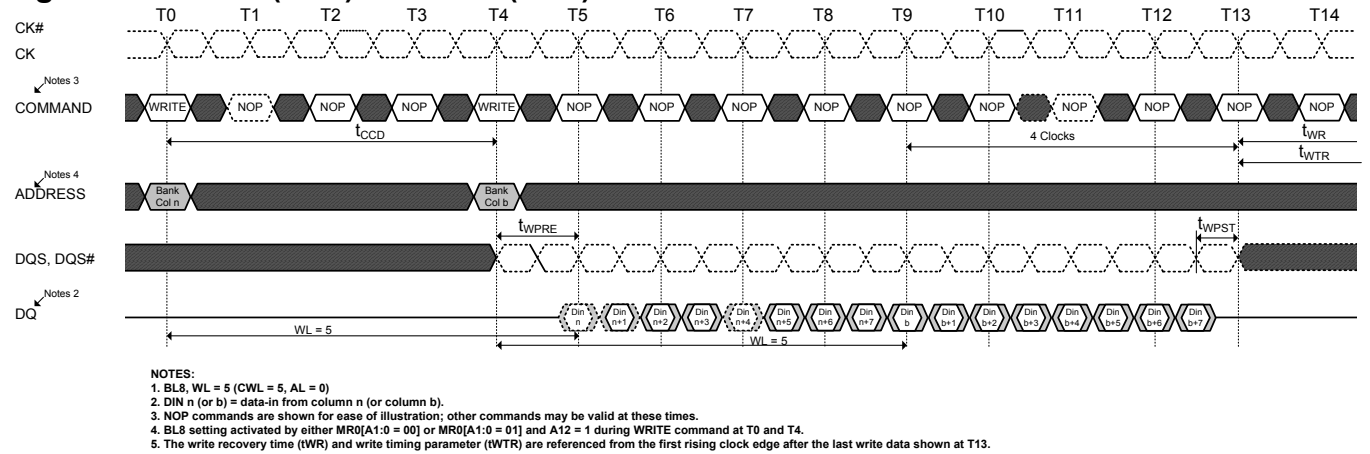 T0 T1 T2 T3 T4 T5 T6 T7 T8 T9 T10 T11 T12 T13 T14
CK#
CK
Notes 3
COMMAND
WRITE NOP NOP NOP WRITE NOP NOP NOP NOP NOP NOP NOP NOP NOP NOP
tCCD
4 Clocks
tWR
tWTR
Notes 4
ADDRESS
Bank Bank
Col n Col b
tWPRE
tWPST
DQS, DQS#
Notes 2
DQ
Din Din Din Din Din Din Din Din Din Din Din Din Din Din Din Din
n n+1 n+2 n+3 n+4 n+5 n+6 n+7 b b+1 b+2 b+3 b+4 b+5 b+6 b+7
WL = 5
WL = 5
NOTES:
1. BL8, WL = 5 (CWL = 5, AL = 0)
2. DIN n (or b) = data-in from column n (or column b).
3. NOP commands are shown for ease of illustration; other commands may be valid at these times.
4. BL8 setting activated by either MR0[A1:0 = 00] or MR0[A1:0 = 01] and A12 = 1 during WRITE command at T0 and T4.
5. The write recovery time (tWR) and write timing parameter (tWTR) are referenced from the first rising clock edge after the last write data shown at T13.